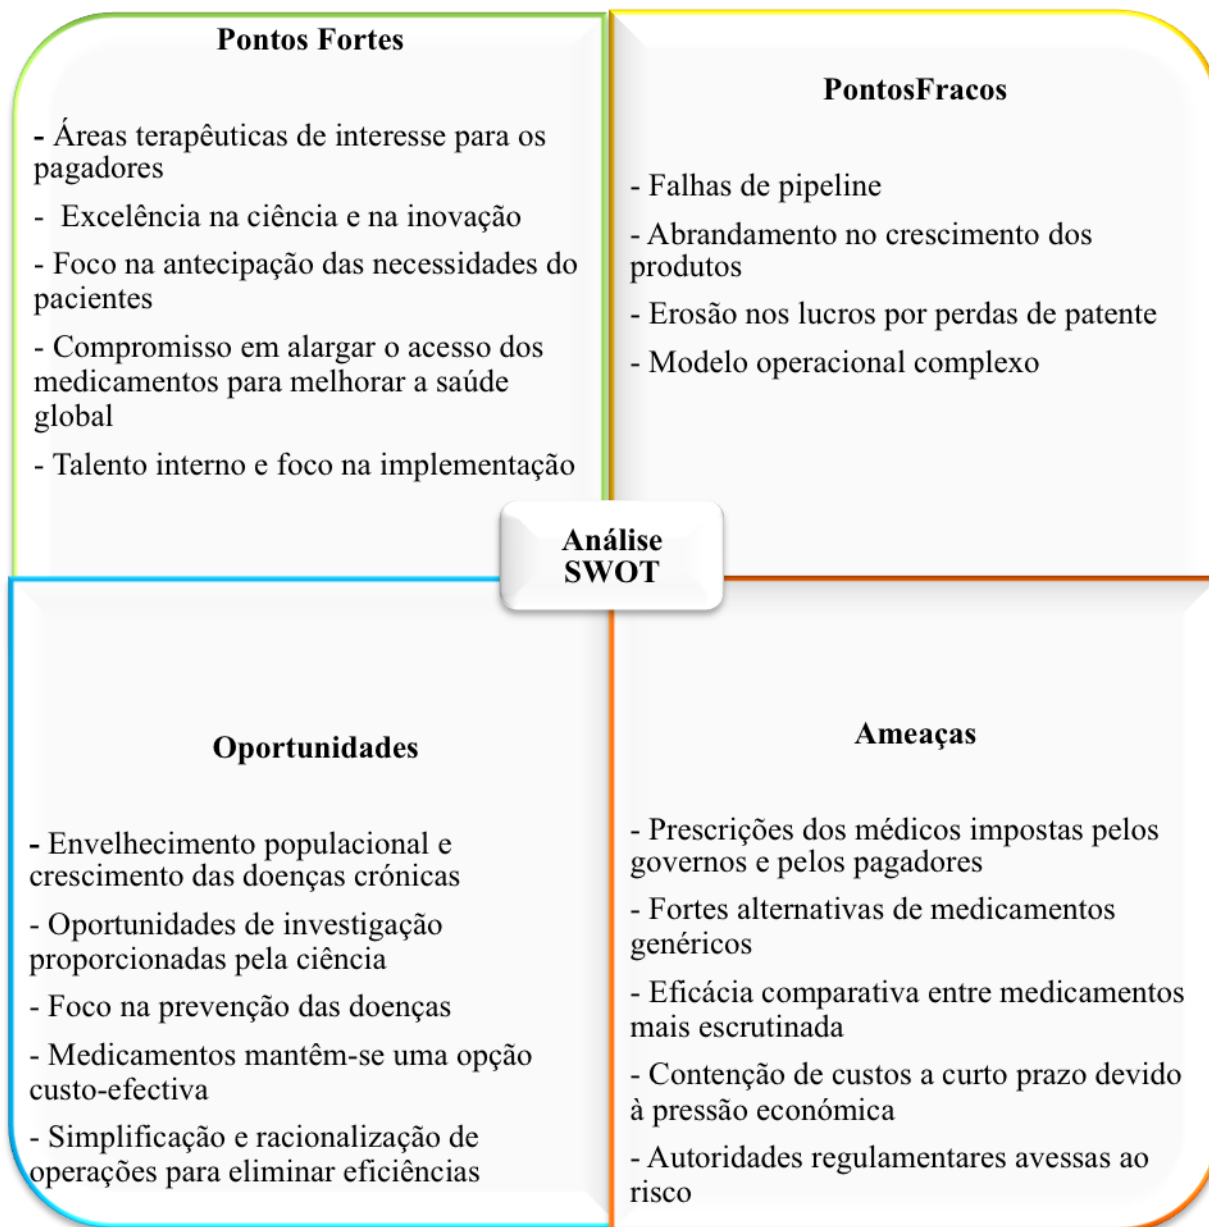 Pontos Fortes
- Áreas terapêuticas de interesse para os
pagadores
- Excelência na ciência e na inovação
- Foco na antecipação das necessidades do
pacientes
- Compromisso em alargar o acesso dos
medicamentos para melhorar a saúde
global
- Talento interno e foco na implementação
PontosFracos
- Falhas de pipeline
- Abrandamento no crescimento dos
produtos
- Erosão nos lucros por perdas de patente
- Modelo operacional complexo
Análise
SWOT
Oportunidades
- Envelhecimento populacional e
crescimento das doenças crónicas
- Oportunidades de investigação
proporcionadas pela ciência
- Foco na prevenção das doenças
- Medicamentos mantêm-se uma opção
custo-efectiva
- Simplificação e racionalização de
operações para eliminar eficiências
Ameaças
- Prescrições dos médicos impostas pelos
governos e pelos pagadores
- Fortes alternativas de medicamentos
genéricos
- Eficácia comparativa entre medicamentos
mais escrutinada
- Contenção de custos a curto prazo devido
à pressão económica
- Autoridades regulamentares avessas ao
risco